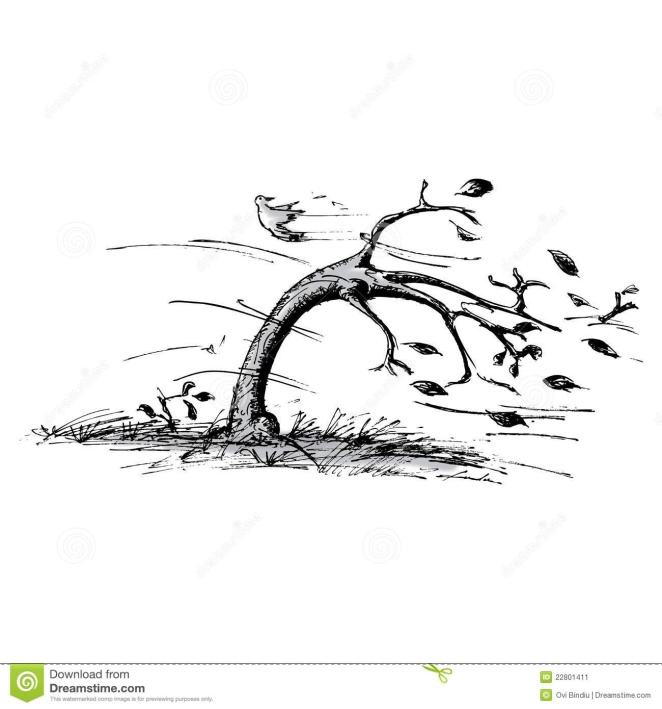 Download from
Dreamstime.com
This watermarked comp image is for previewing purposes only.
22801411
© Ovi Bindiu | Dreamstime.com